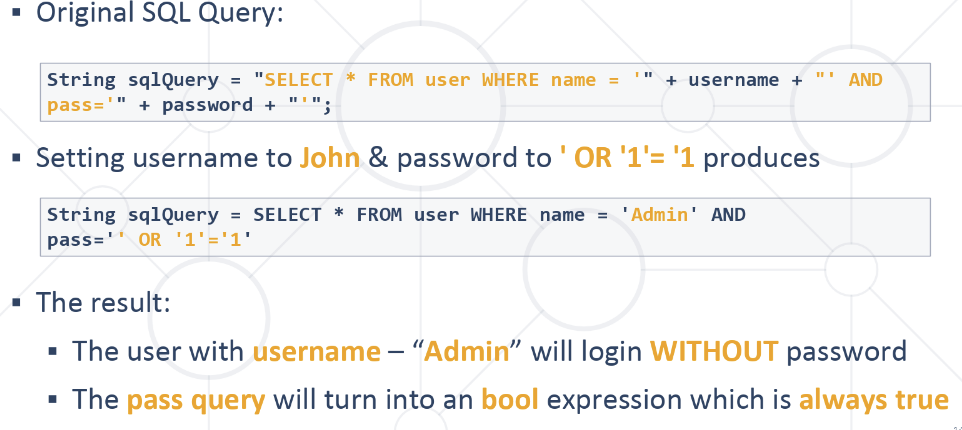 ▪ Original SQL Query:
String sqlQuery = "SELECT * FROM user WHERE name = '" + username + "' AND
pass='" + password + "'";
▪ Setting username to John & password to ' OR '1'= '1 produces
String sqlQuery = SELECT * FROM user WHERE name = 'Admin' AND
pass='' OR '1'='1'
▪ The result:
▪ The user with username – “Admin” will login WITHOUT password
▪ The pass query will turn into an bool expression which is always true